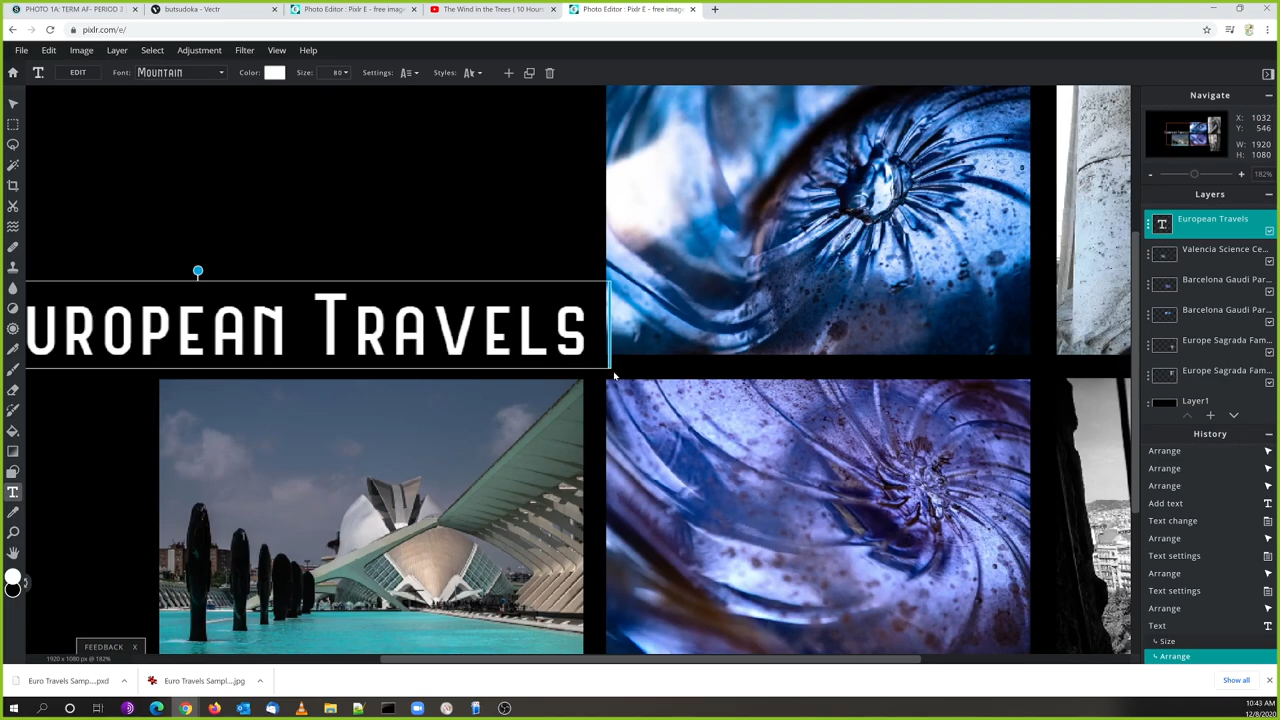 PHOTO 1A: TERM AF- PERIOD 3
butsudoka - Vectr
Photo Editor : Pixlr E - free imag
The Wind in the Trees ( 10 Hours
Photo Editor : Pixlr E - free imag
pixlr.com/e/
File Edit Image Layer Select Adjustment Filter View Help
EDIT Font: Mountain Color: Size: 80 Settings: Styles:
Navigate
X: 1032
Y: 546
W: 1920
H: 1080
182%
Layers
European Travels
Valencia Science Ce...
Barcelona Gaudi Par...
Barcelona Gaudi Par...
Europe Sagrada Fam...
Europe Sagrada Fam...
Layer1
uropean Travels
History
Arrange
Arrange
Arrange
Add text
Text change
Arrange
Text settings
Arrange
Text settings
Arrange
Text
Size
Arrange
FEEDBACK X
1920 x 1080 px @ 182%
Euro Travels Samp....pxd
Euro Travels Sampl....jpg
Show all
10:43 AM
12/8/2020